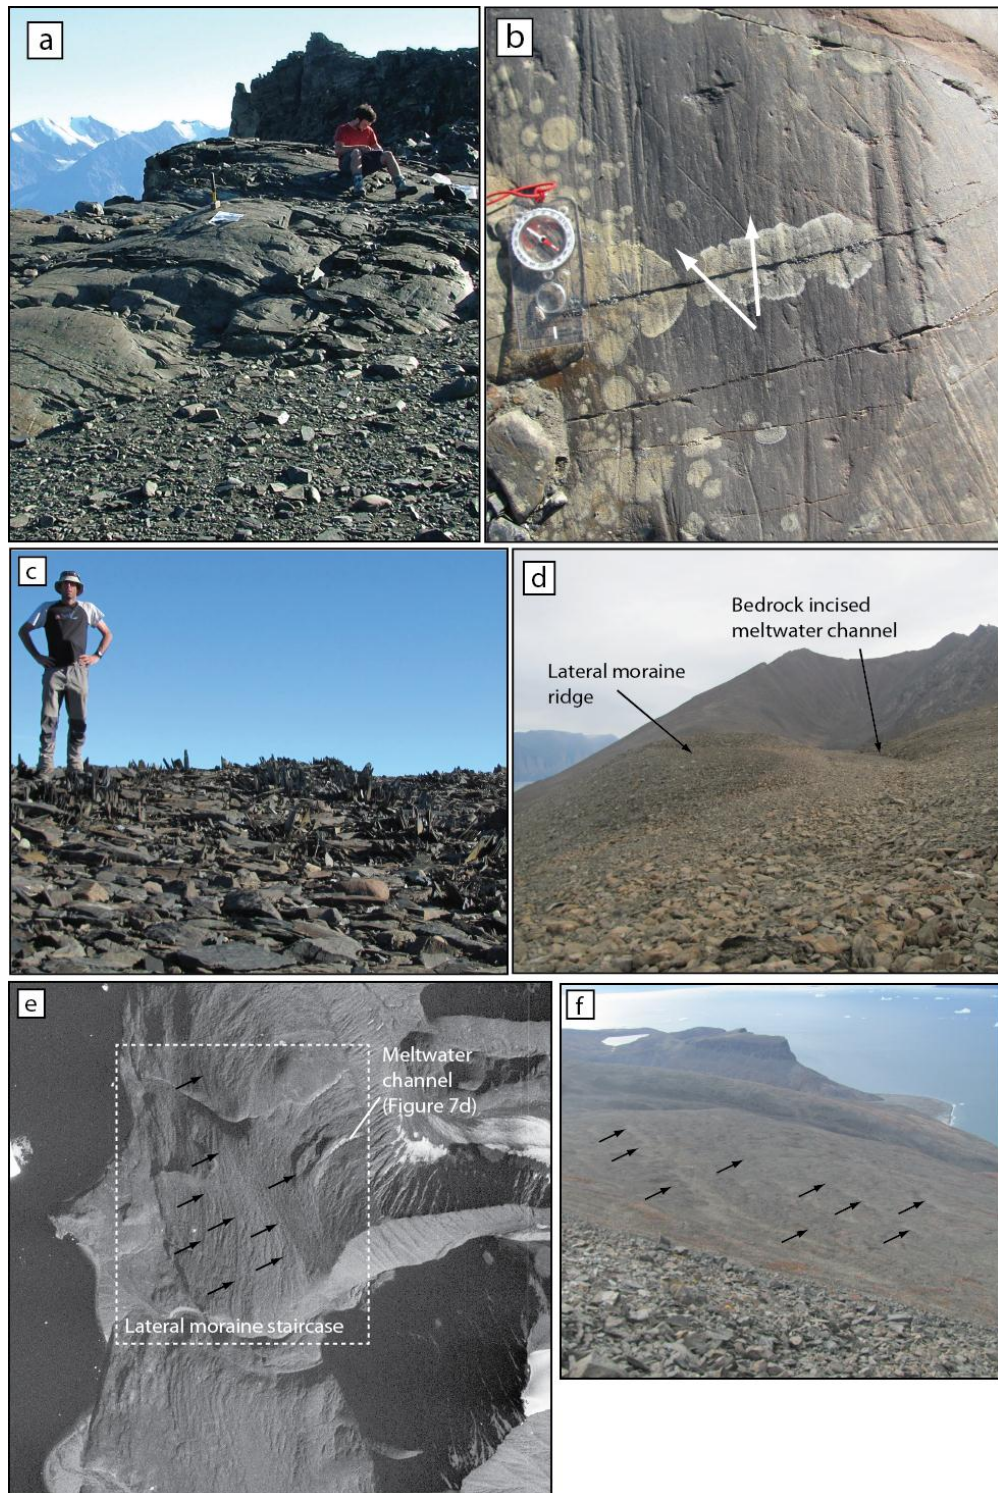 a
b
c
d
Bedrock incised
meltwater channel
Lateral moraine
ridge
e
Meltwater
channel
(Figure 7d)
Lateral moraine staircase
f